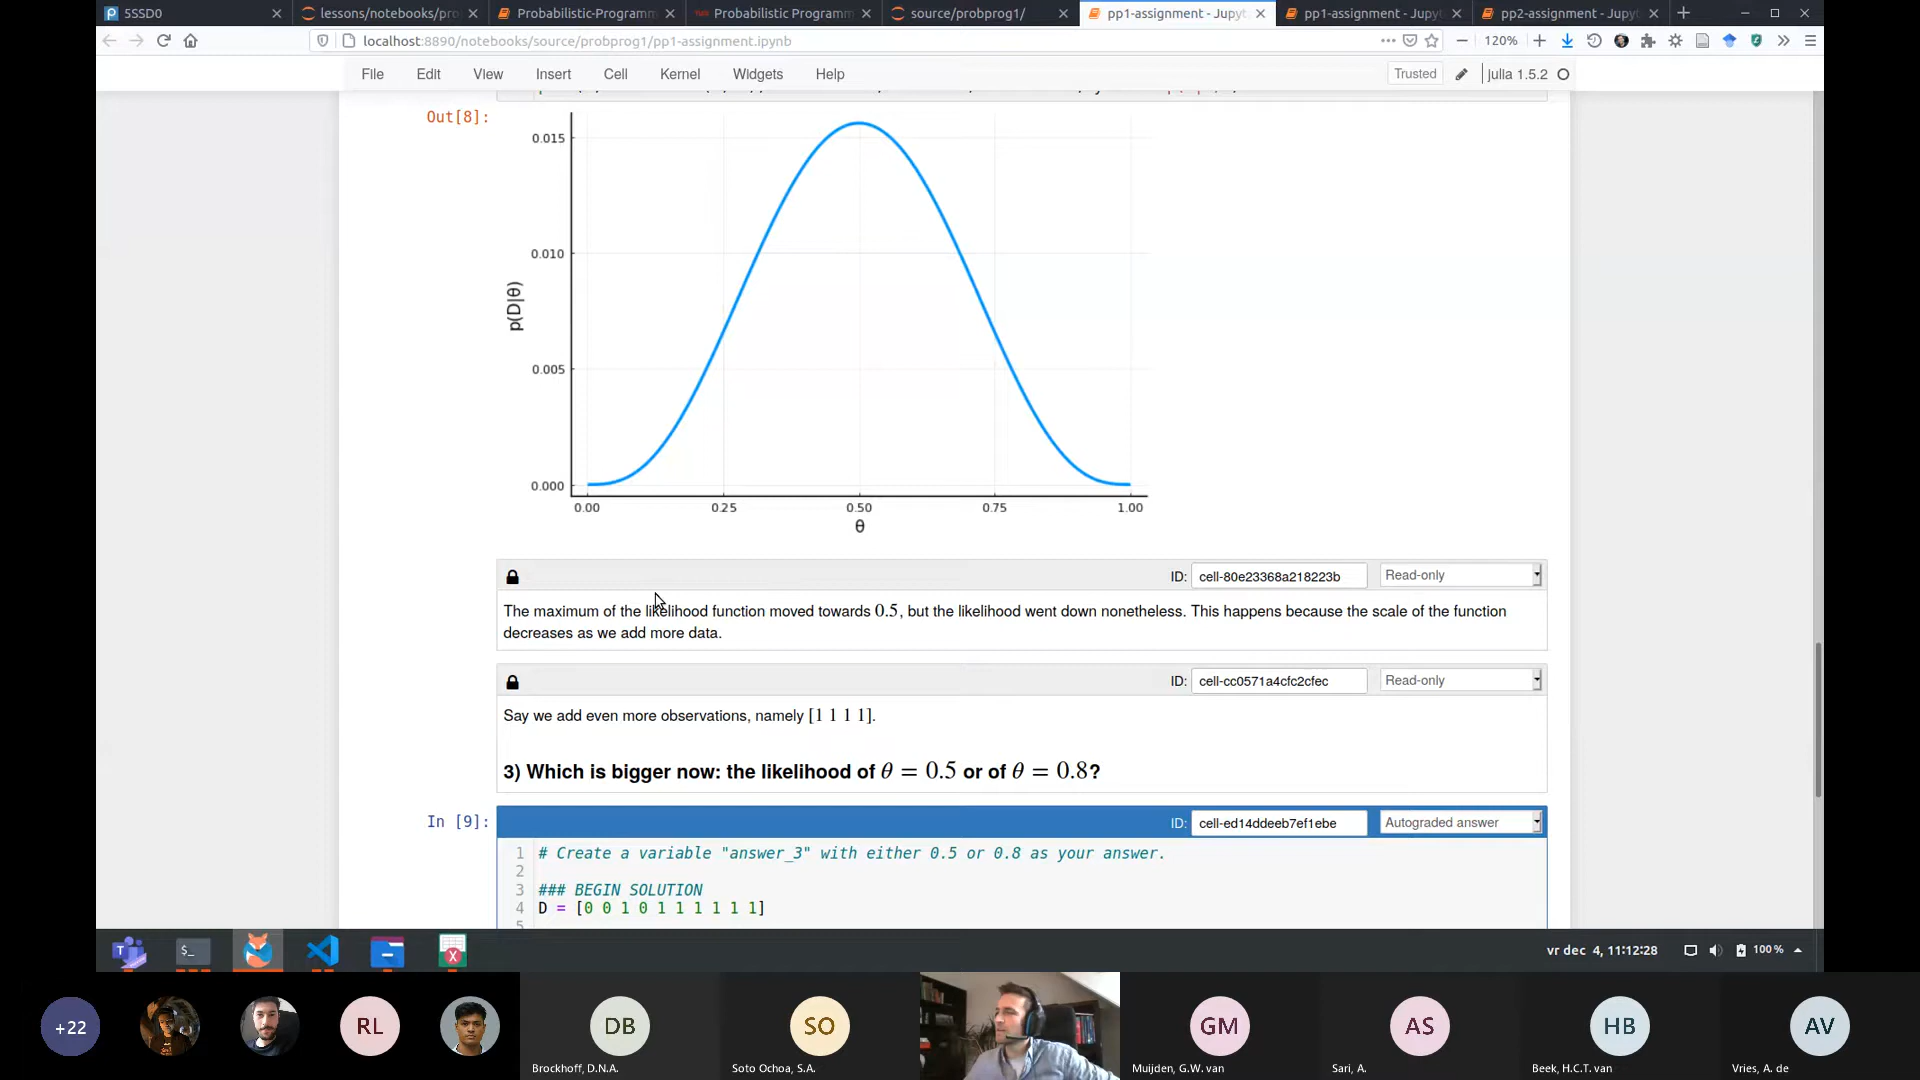 5SSD0
lessons/notebooks/pro
Probabilistic-Programm
Probabilistic Programm
source/probprog1/
pp1-assignment - Jupyt
pp1-assignment - Jupyt
pp2-assignment - Jupyt
localhost:8890/notebooks/source/probprog1/pp1-assignment.ipynb
120%
File Edit View Insert Cell Kernel Widgets Help
Trusted
julia 1.5.2
Out[8]:
0.015
0.010
0.005
0.000
p(D|θ)
0.00 0.25 0.50 0.75 1.00
θ
ID: cell-80e23368a218223b Read-only
The maximum of the likelihood function moved towards 0.5, but the likelihood went down nonetheless. This happens because the scale of the function
decreases as we add more data.
ID: cell-cc0571a4cfc2cfec Read-only
Say we add even more observations, namely [1 1 1 1].
3) Which is bigger now: the likelihood of θ = 0.5 or of θ = 0.8?
In [9]:
ID: cell-ed14ddeeb7ef1ebe Autograded answer
1 # Create a variable "answer_3" with either 0.5 or 0.8 as your answer.
2
3 ### BEGIN SOLUTION
4 D = [0 0 1 0 1 1 1 1 1 1]
5
vr dec 4, 11:12:28
100 %
+22
RL
DB
SO
GM
AS
HB
AV
Brockhoff, D.N.A.
Soto Ochoa, S.A.
Muijden, G.W. van
Sari, A.
Beek, H.C.T. van
Vries, A. de